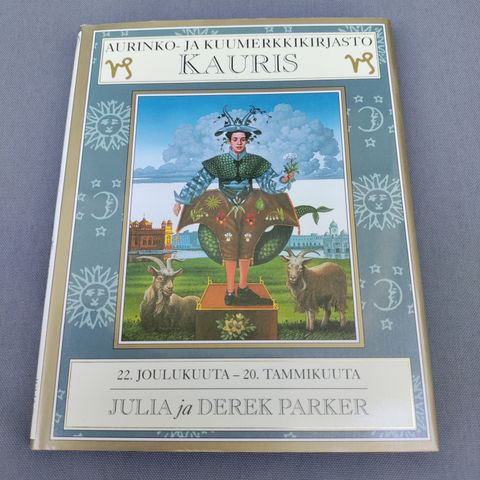 AURINKO- JA KUUMERKKIKIRJASTO
KAURIS
22. JOULUKUUTA – 20. TAMMIKUUTA
JULIA ja DEREK PARKER